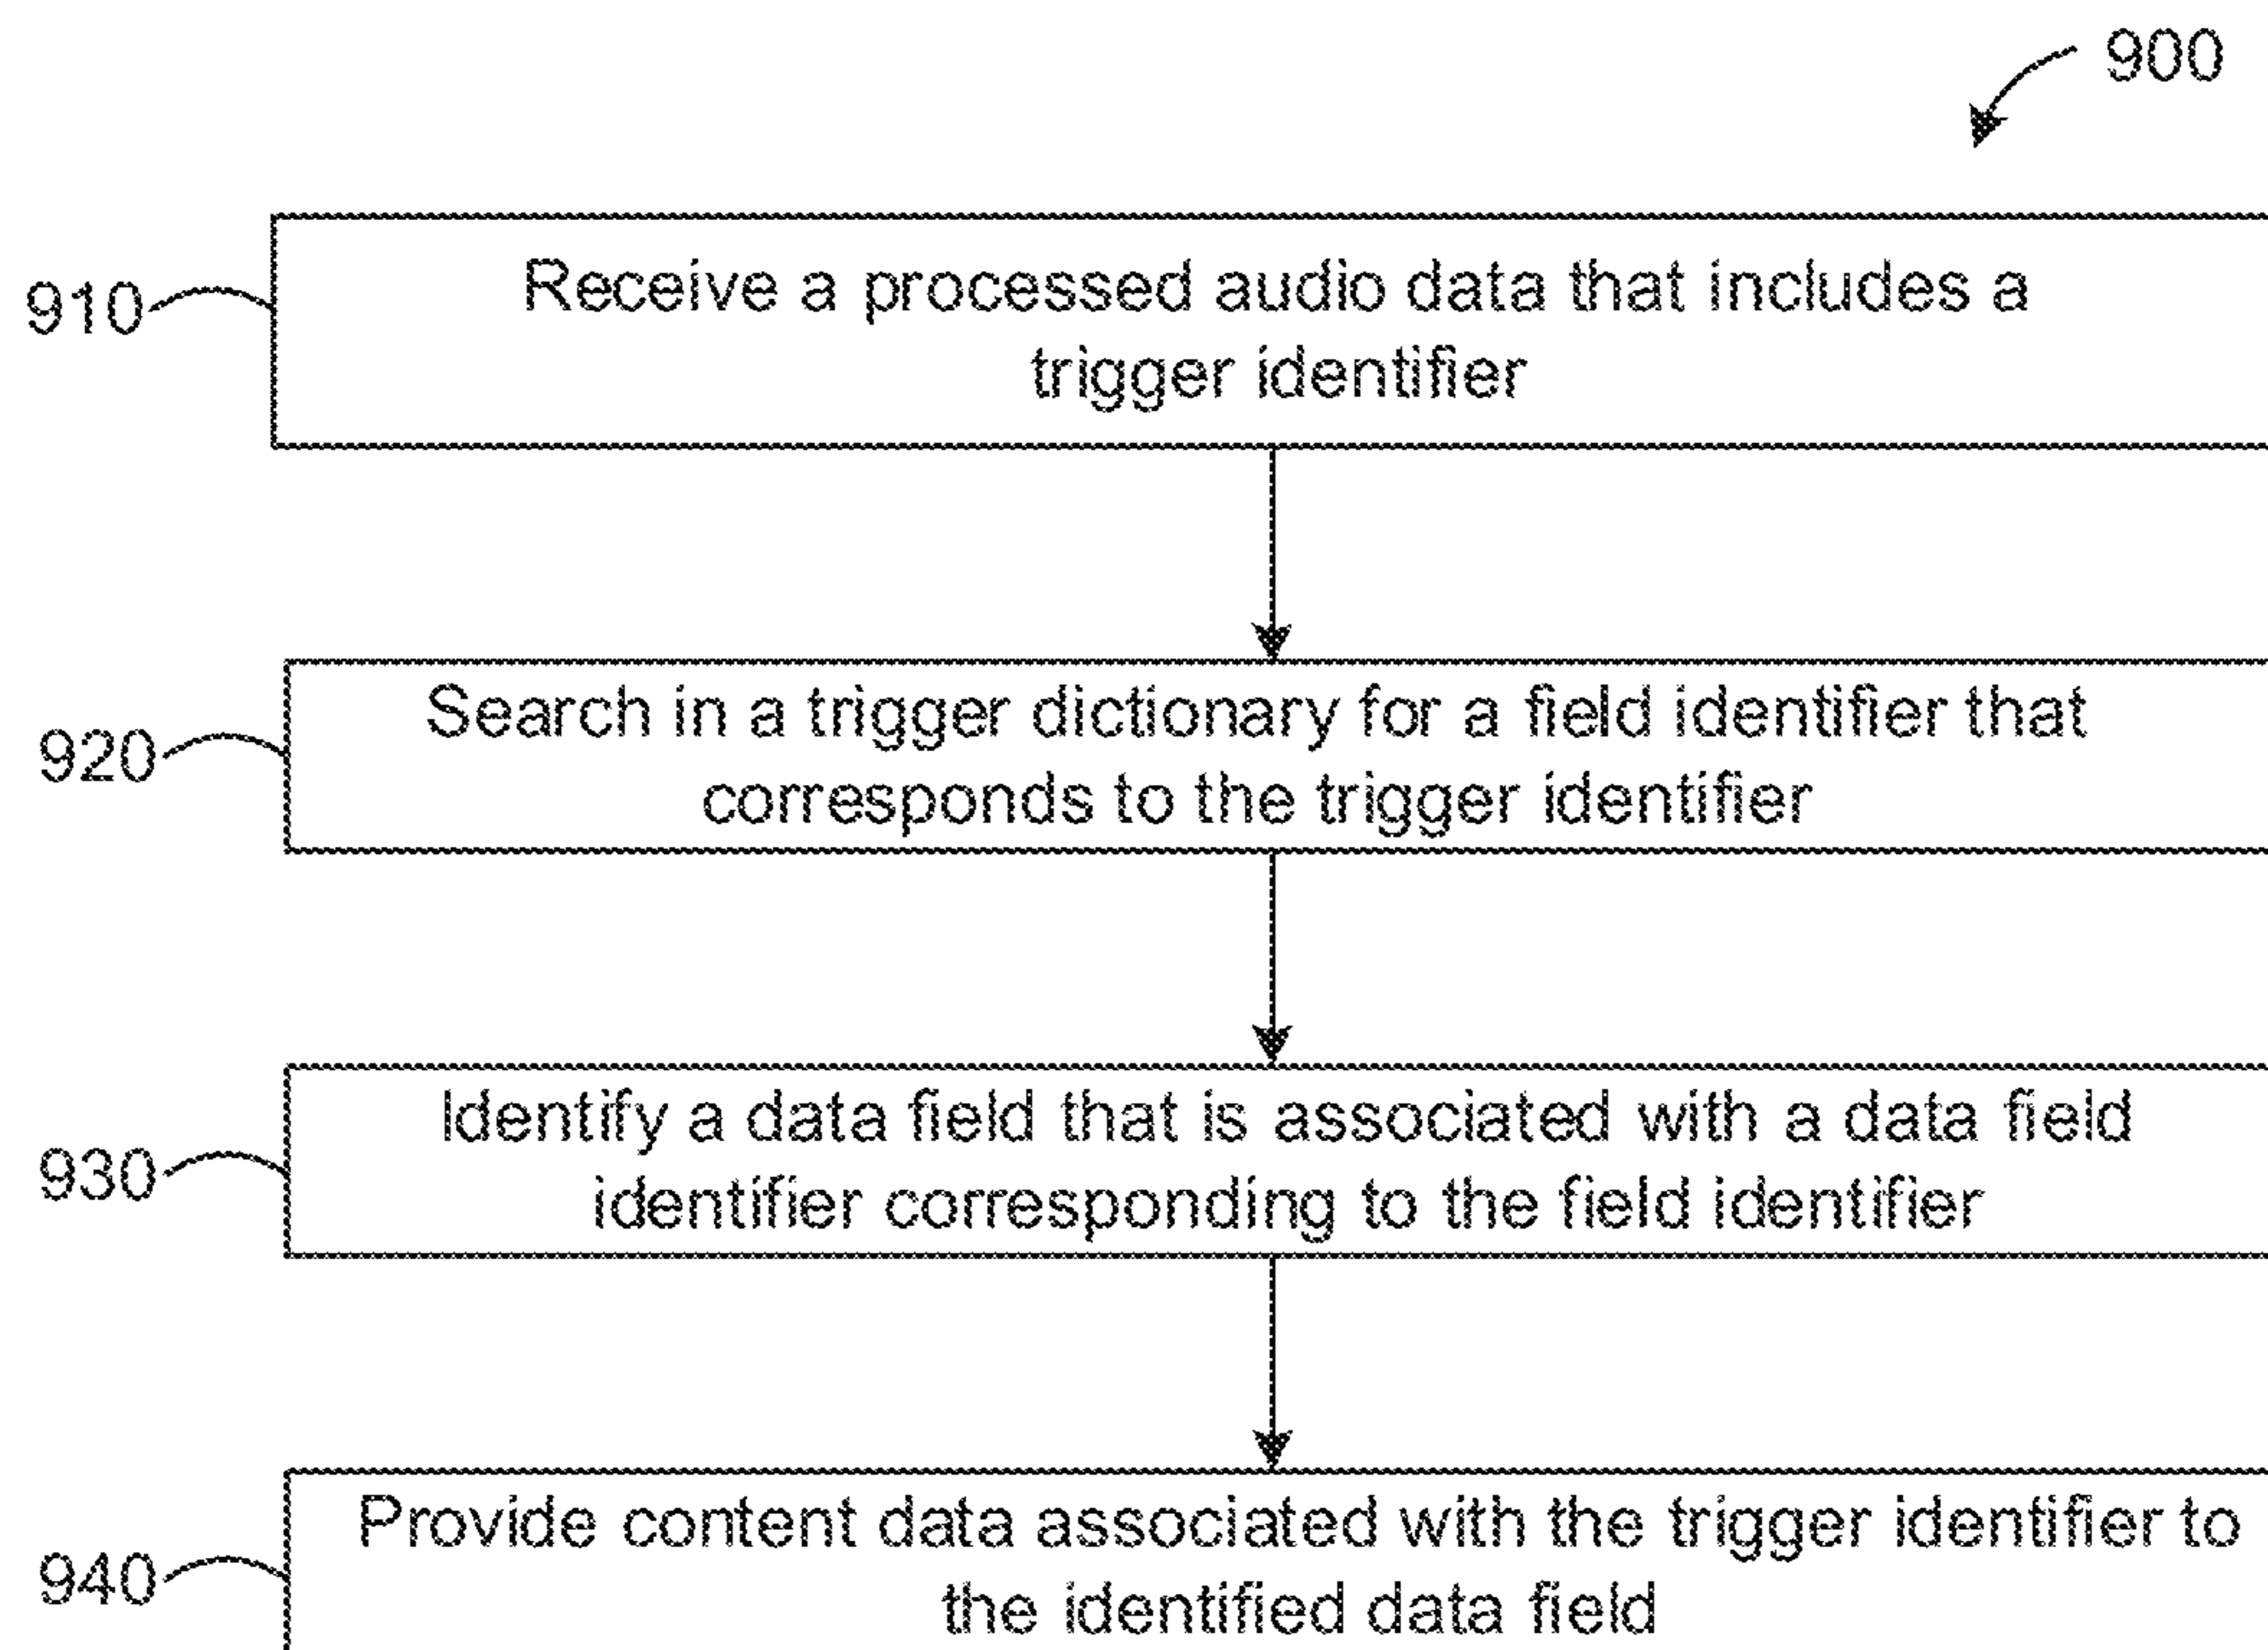 900
910
Receive a processed audio data that includes a
trigger identifier
920
Search in a trigger dictionary for a field identifier that
corresponds to the trigger identifier
930
Identify a data field that is associated with a data field
identifier corresponding to the field identifier
940
Provide content data associated with the trigger identifier to
the identified data field